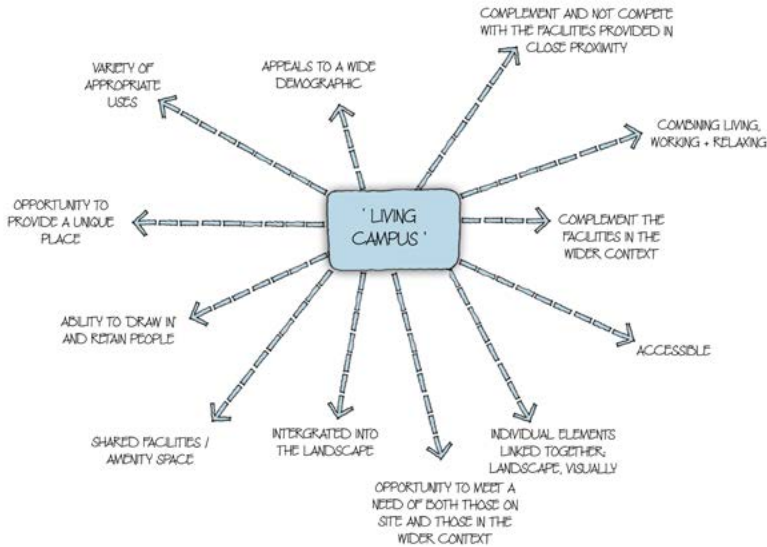 COMPLEMENT AND NOT COMPETE
WITH THE FACILITIES PROVIDED IN
CLOSE PROXIMITY
VARIETY OF
APPROPRIATE
USES
APPEALS TO A WIDE
DEMOGRAPHIC
COMBINING LIVING,
WORKING + RELAXING
OPPORTUNITY TO
PROVIDE A UNIQUE
PLACE
' LIVING
CAMPUS '
COMPLEMENT THE
FACILITIES IN THE
WIDER CONTEXT
ABILITY TO 'DRAW IN'
AND RETAIN PEOPLE
ACCESSIBLE
SHARED FACILITIES /
AMENITY SPACE
INTERGRATED INTO
THE LANDSCAPE
INDIVIDUAL ELEMENTS
LINKED TOGETHER;
LANDSCAPE, VISUALLY
OPPORTUNITY TO MEET A
NEED OF BOTH THOSE ON
SITE AND THOSE IN THE
WIDER CONTEXT